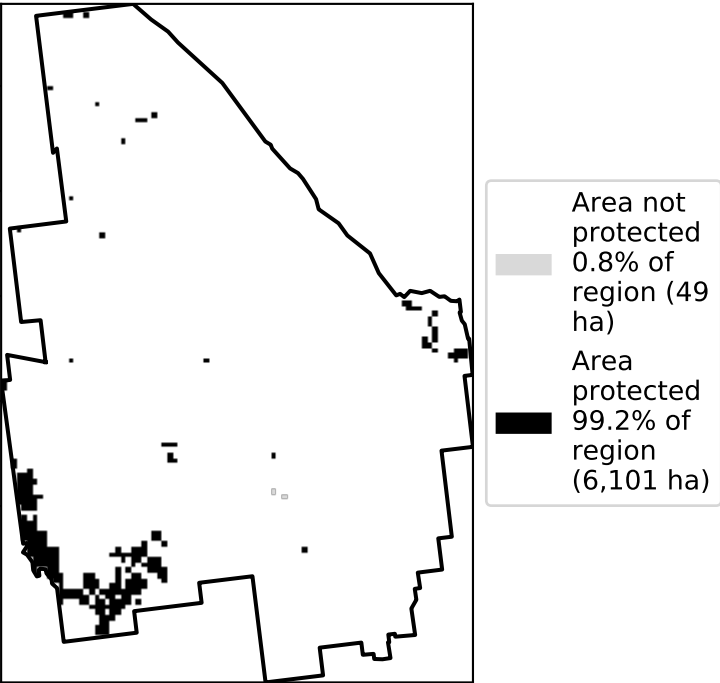 Area not
protected
0.8% of
region (49
ha)
Area
protected
99.2% of
region
(6,101 ha)